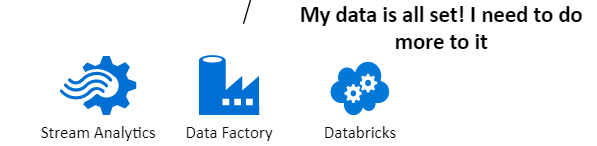 My data is all set! I need to do
more to it
Stream Analytics
Data Factory
Databricks